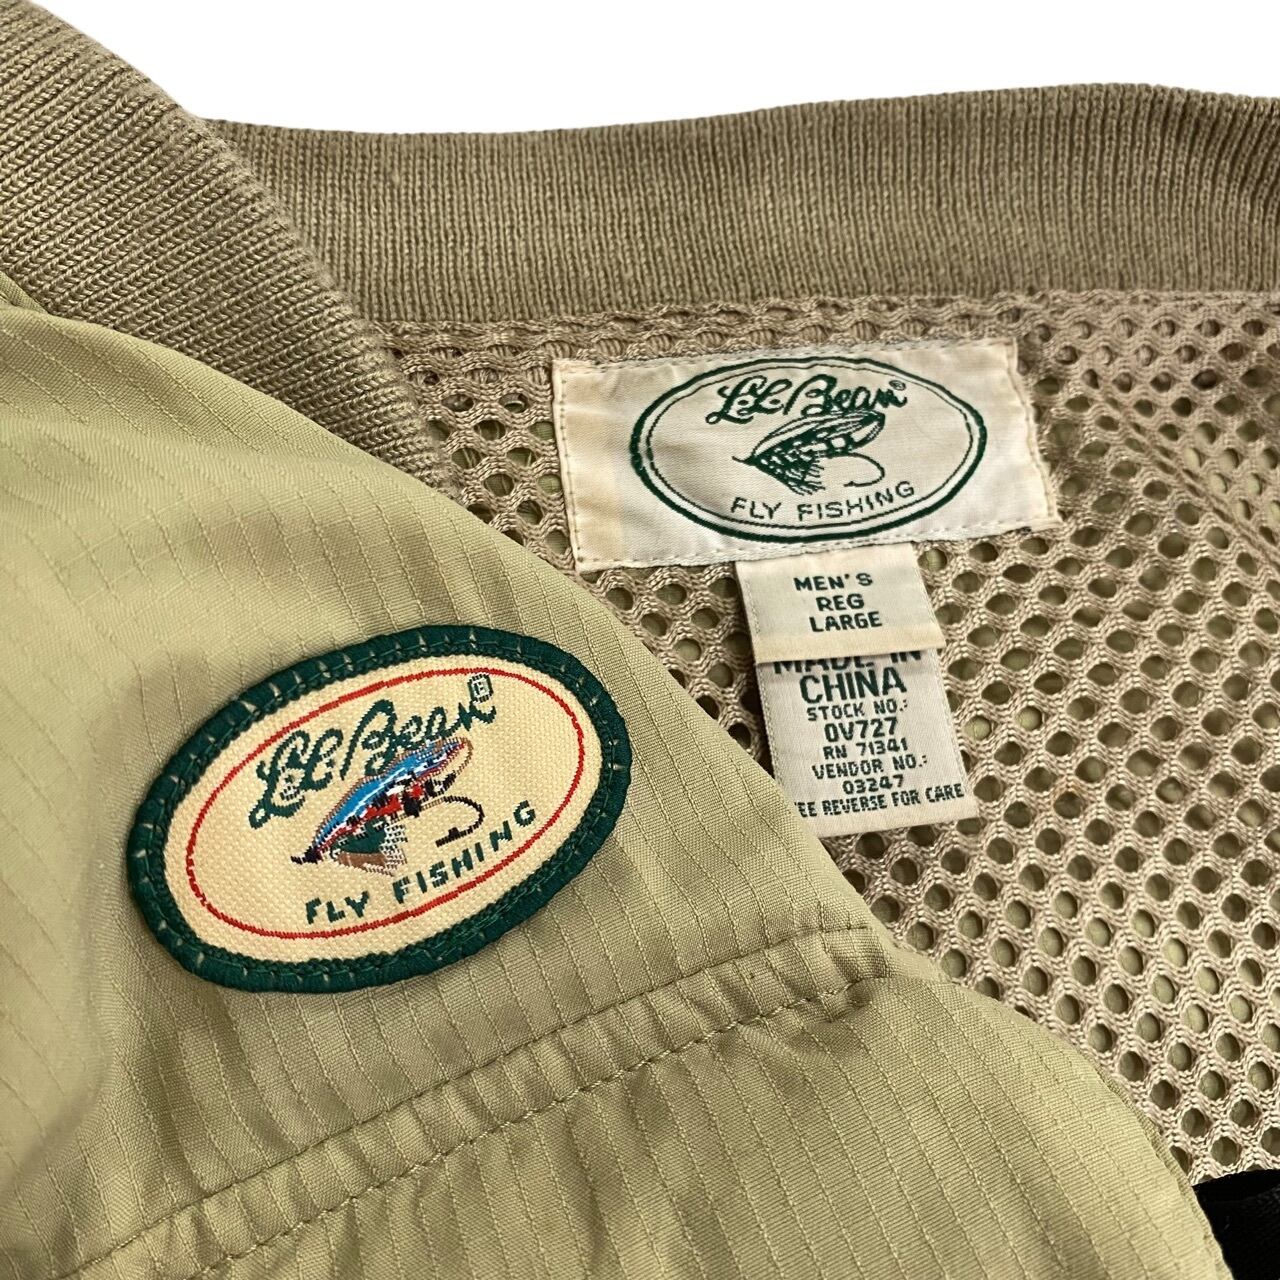 L.L.Bean®
FLY FISHING
MEN'S
REG
LARGE
MADE IN
CHINA
STOCK NO.:
0V727
RN 71341
VENDOR NO.:
03247
EE REVERSE FOR CARE
L.L.Bean®
FLY FISHING